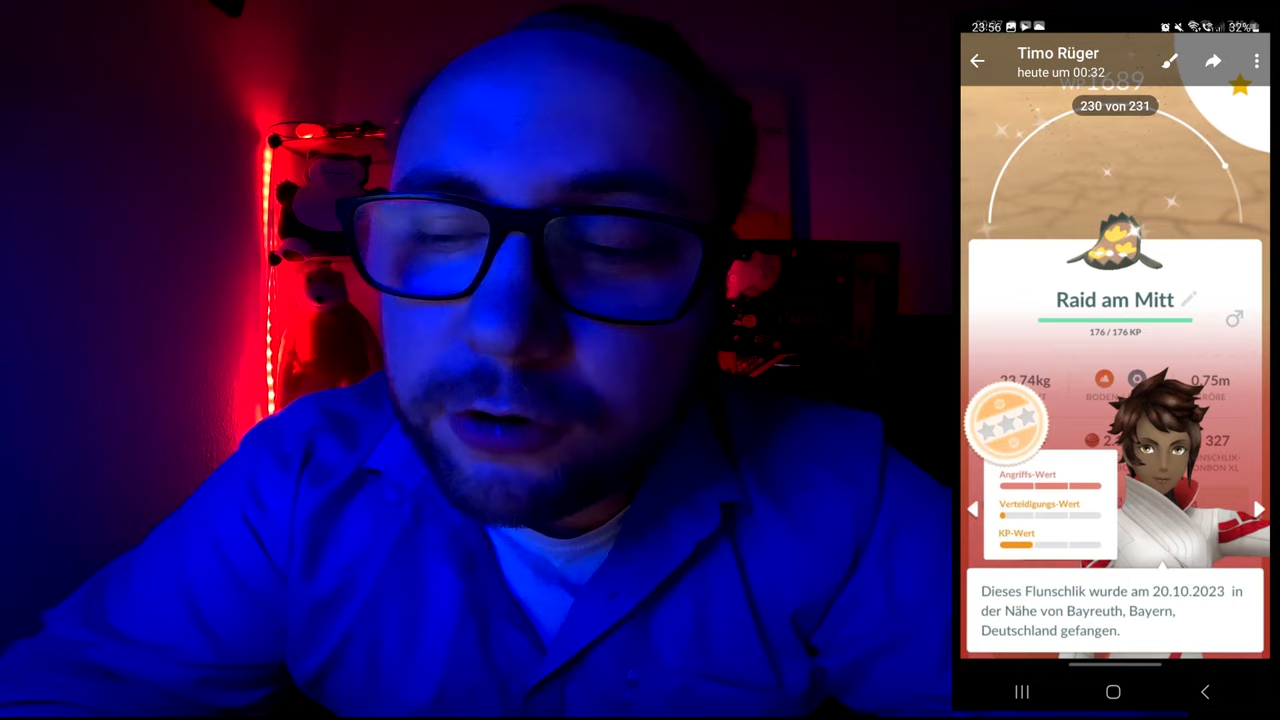 23:56
32%
Timo Rüger
heute um 00:32
WP1689
230 von 231
Raid am Mitt
176 / 176 KP
0,75m
327
Angriffs-Wert
Verteidigungs-Wert
KP-Wert
Dieses Flunschlik wurde am 20.10.2023 in
der Nähe von Bayreuth, Bayern,
Deutschland gefangen.